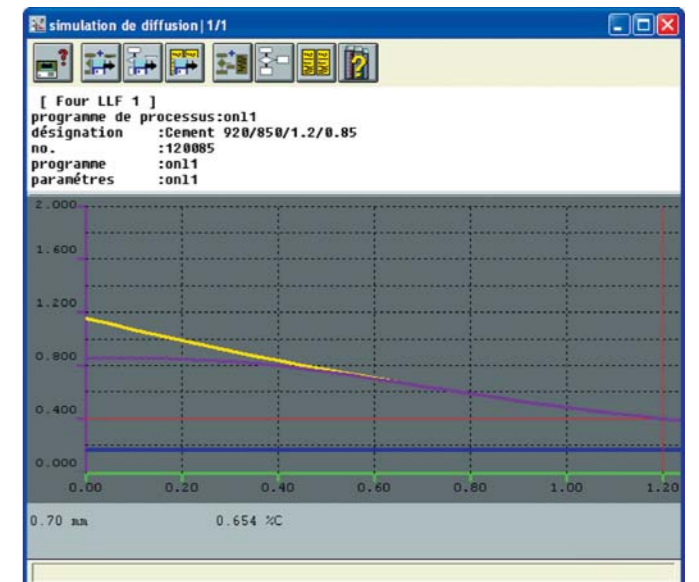 simulation de diffusion|1/1
[ Four LLF 1 ]
programme de processus:onl1
désignation :Cement 920/850/1.2/0.85
no. :120085
programme :onl1
paramétres :onl1
2.000
1.600
1.200
0.800
0.400
0.000
0.00 0.20 0.40 0.60 0.80 1.00 1.20
0.70 mm 0.654 %C